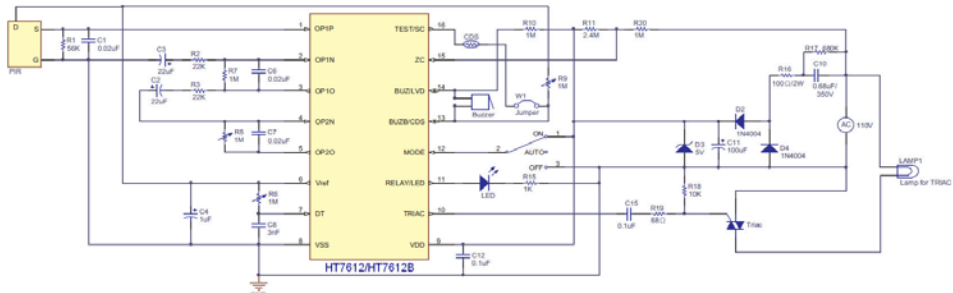 D
S
G
PIR
R1
56K
C1
0.02uF
C3
22uF
R2
22K
R7
1M
C6
0.02uF
C2
22uF
R3
22K
R5
1M
C7
0.02uF
C4
1uF
R6
1M
C8
3nF
1 OP1P
2 OP1N
3 OP1O
4 OP2N
5 OP2O
6 Vref
7 DT
8 VSS
TEST/SC 16
ZC 15
BUZ/LVD 14
BUZB/CDS 13
MODE 12
RELAY/LED 11
TRIAC 10
VDD 9
HT7612/HT7612B
CDS
R10
1M
R11
2.4M
R20
1M
R9
1M
W1
Jumper
Buzzer
ON
AUTO
OFF
1
2
3
LED
R15
1K
C12
0.1uF
C15
0.1uF
R19
68Ω
R18
10K
D3
5V
C11
100uF
D2
1N4004
D4
1N4004
R16
100Ω/2W
R17 680K
C10
0.68uF/
350V
AC
110V
Triac
LAMP1
Lamp for TRIAC